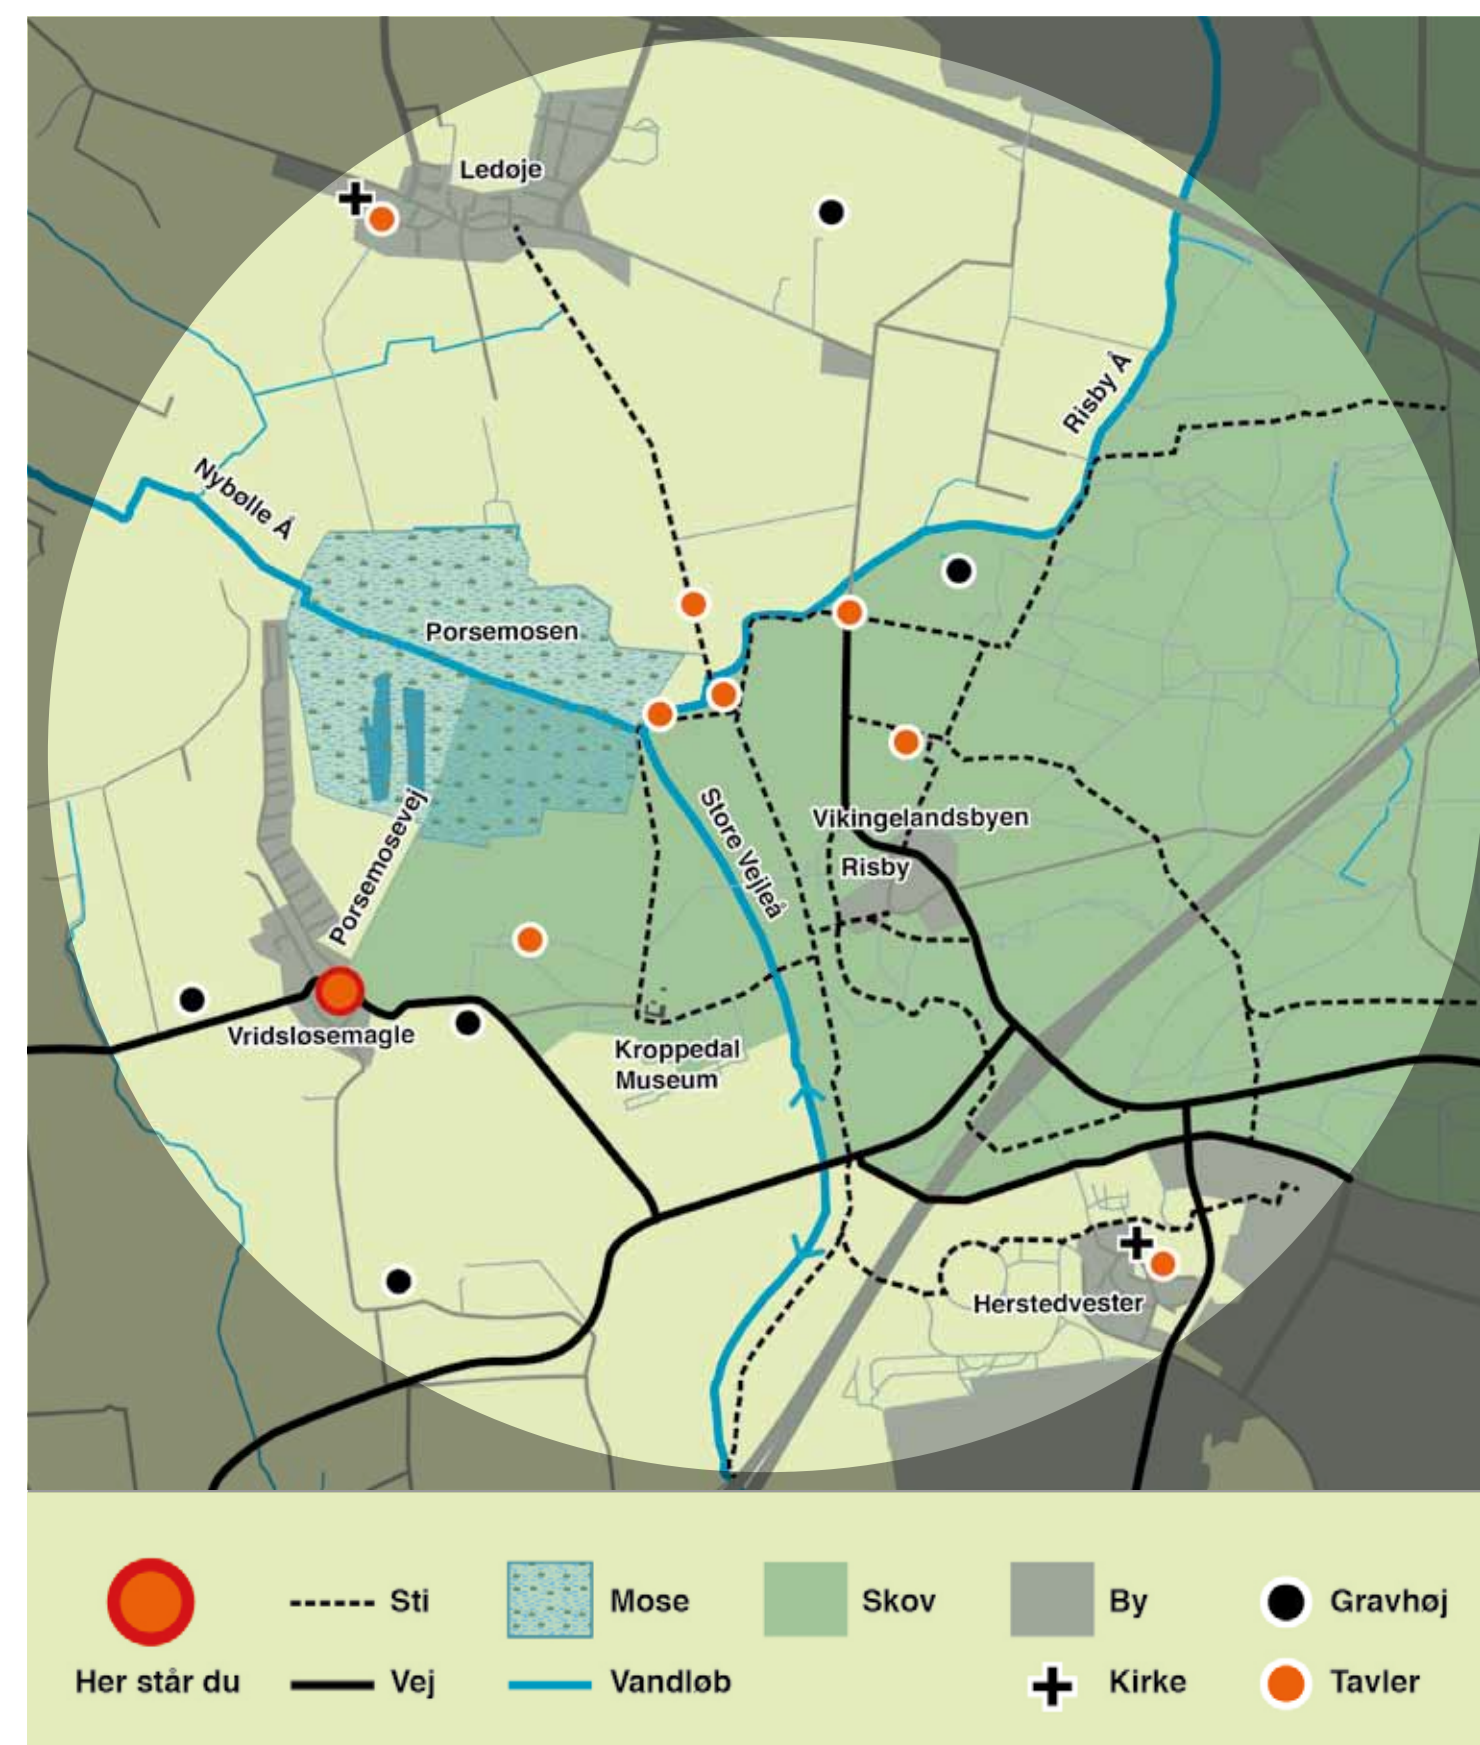 Ledøje
Risby Å
Nybølle Å
Porsemosen
Porsemosevej
Store Vejleå
Vikingelandsbyen
Risby
Vridsløsemagle
Kroppedal
Museum
Herstedvester
Sti
Mose
Skov
By
Gravhøj
Her står du
Vej
Vandløb
Kirke
Tavler